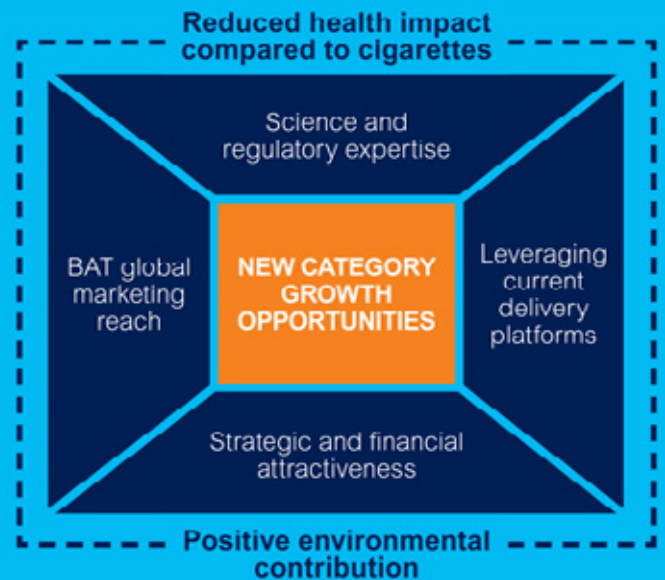 Reduced health impact
compared to cigarettes
Science and
regulatory expertise
BAT global
marketing
reach
NEW CATEGORY
GROWTH
OPPORTUNITIES
Leveraging
current
delivery
platforms
Strategic and financial
attractiveness
Positive environmental
contribution